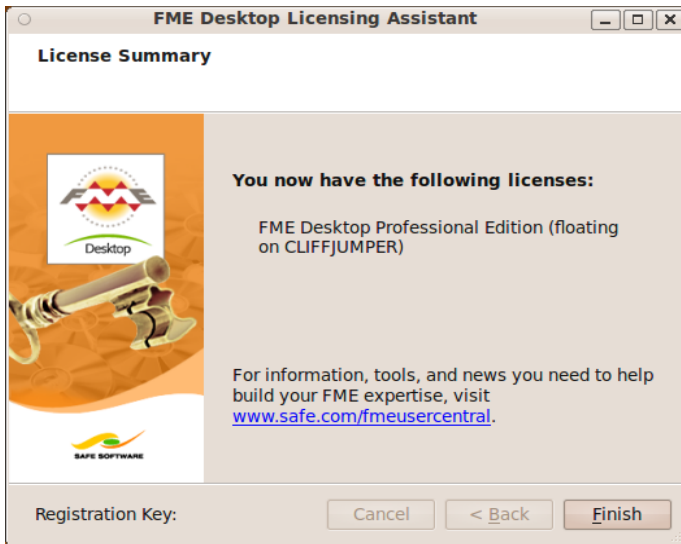 FME Desktop Licensing Assistant
License Summary
FME
Desktop
SAFE SOFTWARE
You now have the following licenses:
FME Desktop Professional Edition (floating
on CLIFFJUMPER)
For information, tools, and news you need to help
build your FME expertise, visit
www.safe.com/fmeusercentral.
Registration Key:
Cancel
< Back
Finish